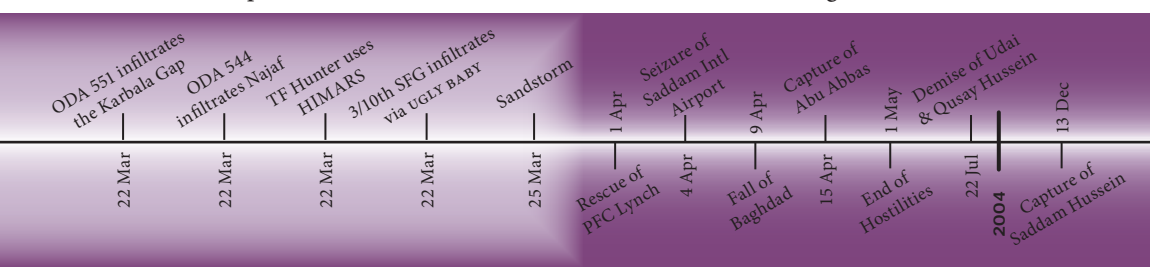 ODA 551 infiltrates
the Karbala Gap
22 Mar
ODA 544
infiltrates Najaf
22 Mar
TF Hunter uses
HIMARS
22 Mar
3/10th SFG infiltrates
via UGLY BABY
22 Mar
Sandstorm
25 Mar
1 Apr
Rescue of
PFC Lynch
Seizure of
Saddam Intl
Airport
4 Apr
9 Apr
Fall of
Baghdad
Capture of
Abu Abbas
15 Apr
1 May
End of
Hostilities
Demise of Udai
& Qusay Hussein
22 Jul
2004
13 Dec
Capture of
Saddam Hussein